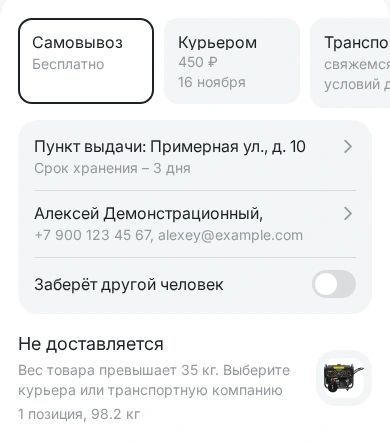 Самовывоз
Бесплатно
Курьером
450 ₽
16 ноября
Транспо
свяжемся
условий д
Пункт выдачи: Примерная ул., д. 10
Срок хранения – 3 дня
Алексей Демонстрационный,
+7 900 123 45 67, alexey@example.com
Заберёт другой человек
Не доставляется
Вес товара превышает 35 кг. Выберите
курьера или транспортную компанию
1 позиция, 98.2 кг